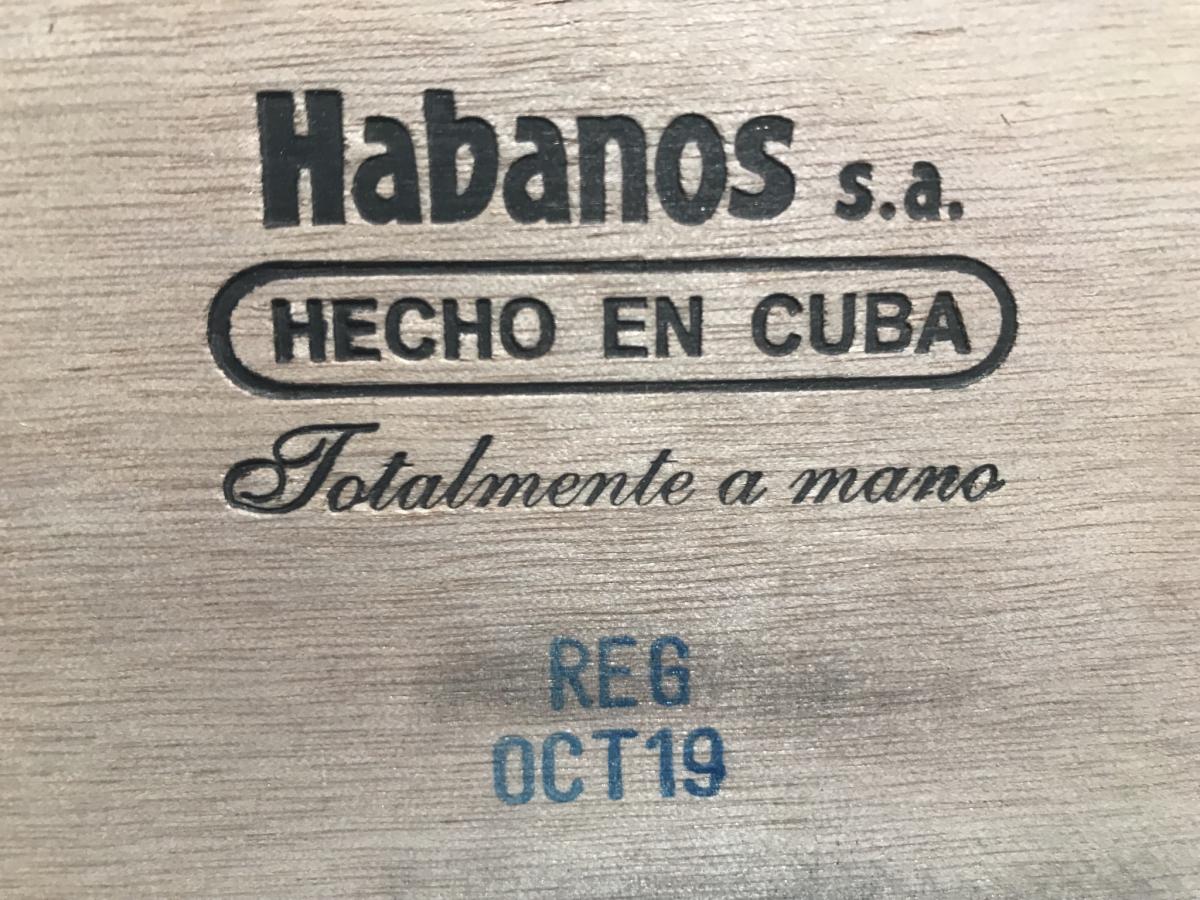 Habanos s.a.
HECHO EN CUBA
Totalmente a mano
REG
OCT19